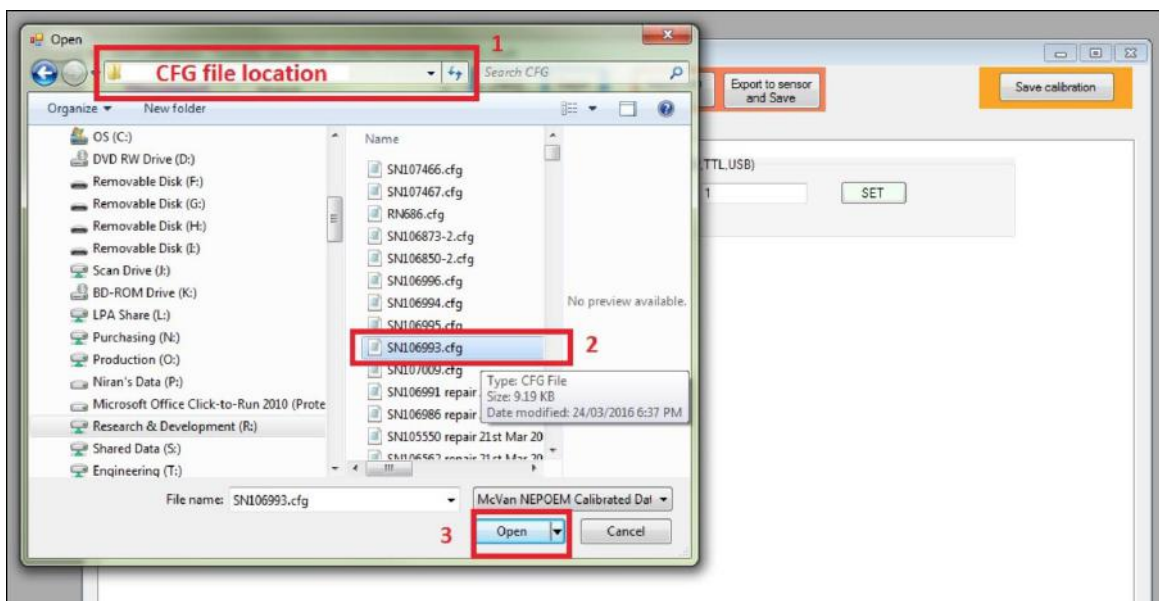 1
Open
CFG file location
Search CFG
Organize
New folder
Export to sensor
and Save
Save calibration
OS (C:)
DVD RW Drive (D:)
Removable Disk (F:)
Removable Disk (G:)
Removable Disk (H:)
Removable Disk (I:)
Scan Drive (J:)
BD-ROM Drive (K:)
LPA Share (L:)
Purchasing (N:)
Production (O:)
Niran's Data (P:)
Microsoft Office Click-to-Run 2010 (Prote
Research & Development (R:)
Shared Data (S:)
Engineering (T:)
Name
SN107466.cfg
SN107467.cfg
RN686.cfg
SN106873-2.cfg
SN106850-2.cfg
SN106996.cfg
SN106994.cfg
SN106995.cfg
SN106993.cfg
SN107009.cfg
SN106991 repair
SN106986 repair
SN105550 repair 21st Mar 20
SN106562 repair 21st Mar 20
2
No preview available.
Type: CFG File
Size: 9.19 KB
Date modified: 24/03/2016 6:37 PM
,TTL,USB)
1
SET
File name: SN106993.cfg
McVan NEPOEM Calibrated Dat
3
Open
Cancel